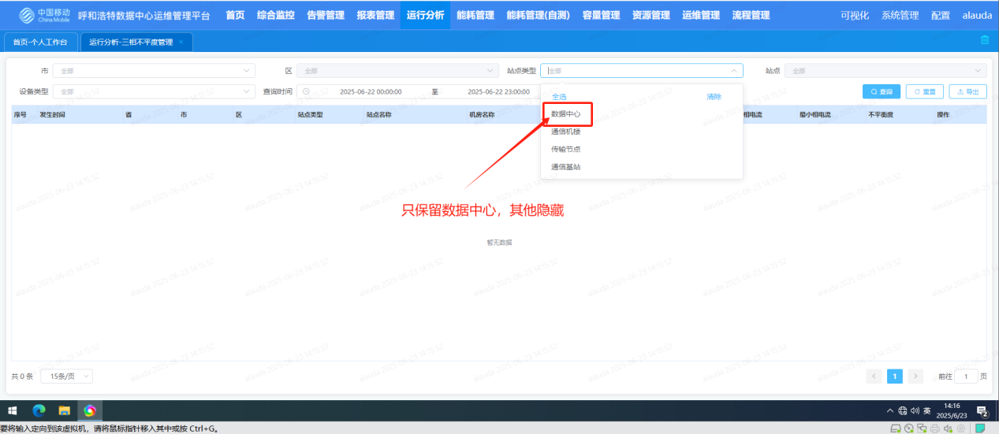 中国移动 China Mobile 呼和浩特数据中心运维管理平台 首页 综合监控 告警管理 报表管理 运行分析 能耗管理 能耗管理(自测) 容量管理 资源管理 运维管理 流程管理 可视化 系统管理 配置 alauda
首页-个人工作台 运行分析-三相不平度管理 ×
市 全部 区 全部 站点类型 全部 站点 全部
设备类型 全部 查询时间 2025-06-22 00:00:00 至 2025-06-22 23:00:00 查询 重置 导出
全选 清除
序号 发生时间 省 市 区 站点类型 站点名称 机房名称 相电流 最小相电流 不平衡度 操作
数据中心
通信机楼
传输节点
通信基站
只保留数据中心，其他隐藏
暂无数据
alauda 2025-06-23 14:15:52
共 0 条 15条/页 < 1 > 前往 1 页
英 14:16
2025/6/23
2
要将输入定向到该虚拟机，请将鼠标指针移入其中或按 Ctrl+G。